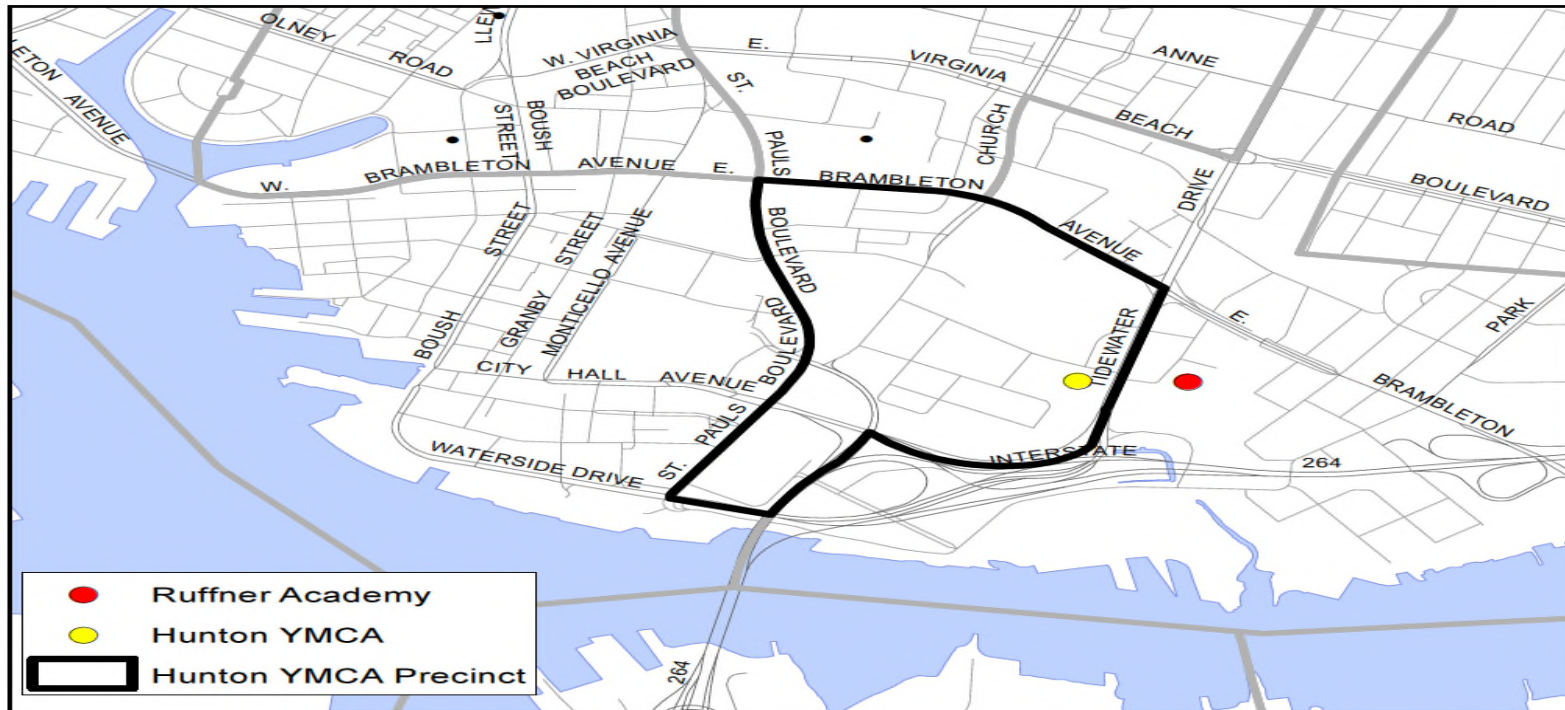 OLNEY
ROAD
LETON
AVENUE
LLEW
W. VIRGINIA
BEACH
BOULEVARD
E.
VIRGINIA
BEACH
BOULEVARD
ANNE
ROAD
ST.
PAULS
BOULEVARD
BOULEVARD
PAULS
ST.
BOUSH
STREET
STREET
BOUSH
CHURCH
W.
BRAMBLETON
AVENUE
E.
BRAMBLETON
AVENUE
E.
BRAMBLETON
DRIVE
TIDEWATER
PARK
STREET
GRANBY
MONTICELLO AVENUE
CITY
HALL
AVENUE
WATERSIDE DRIVE
INTERSTATE
264
264
Ruffner Academy
Hunton YMCA
Hunton YMCA Precinct